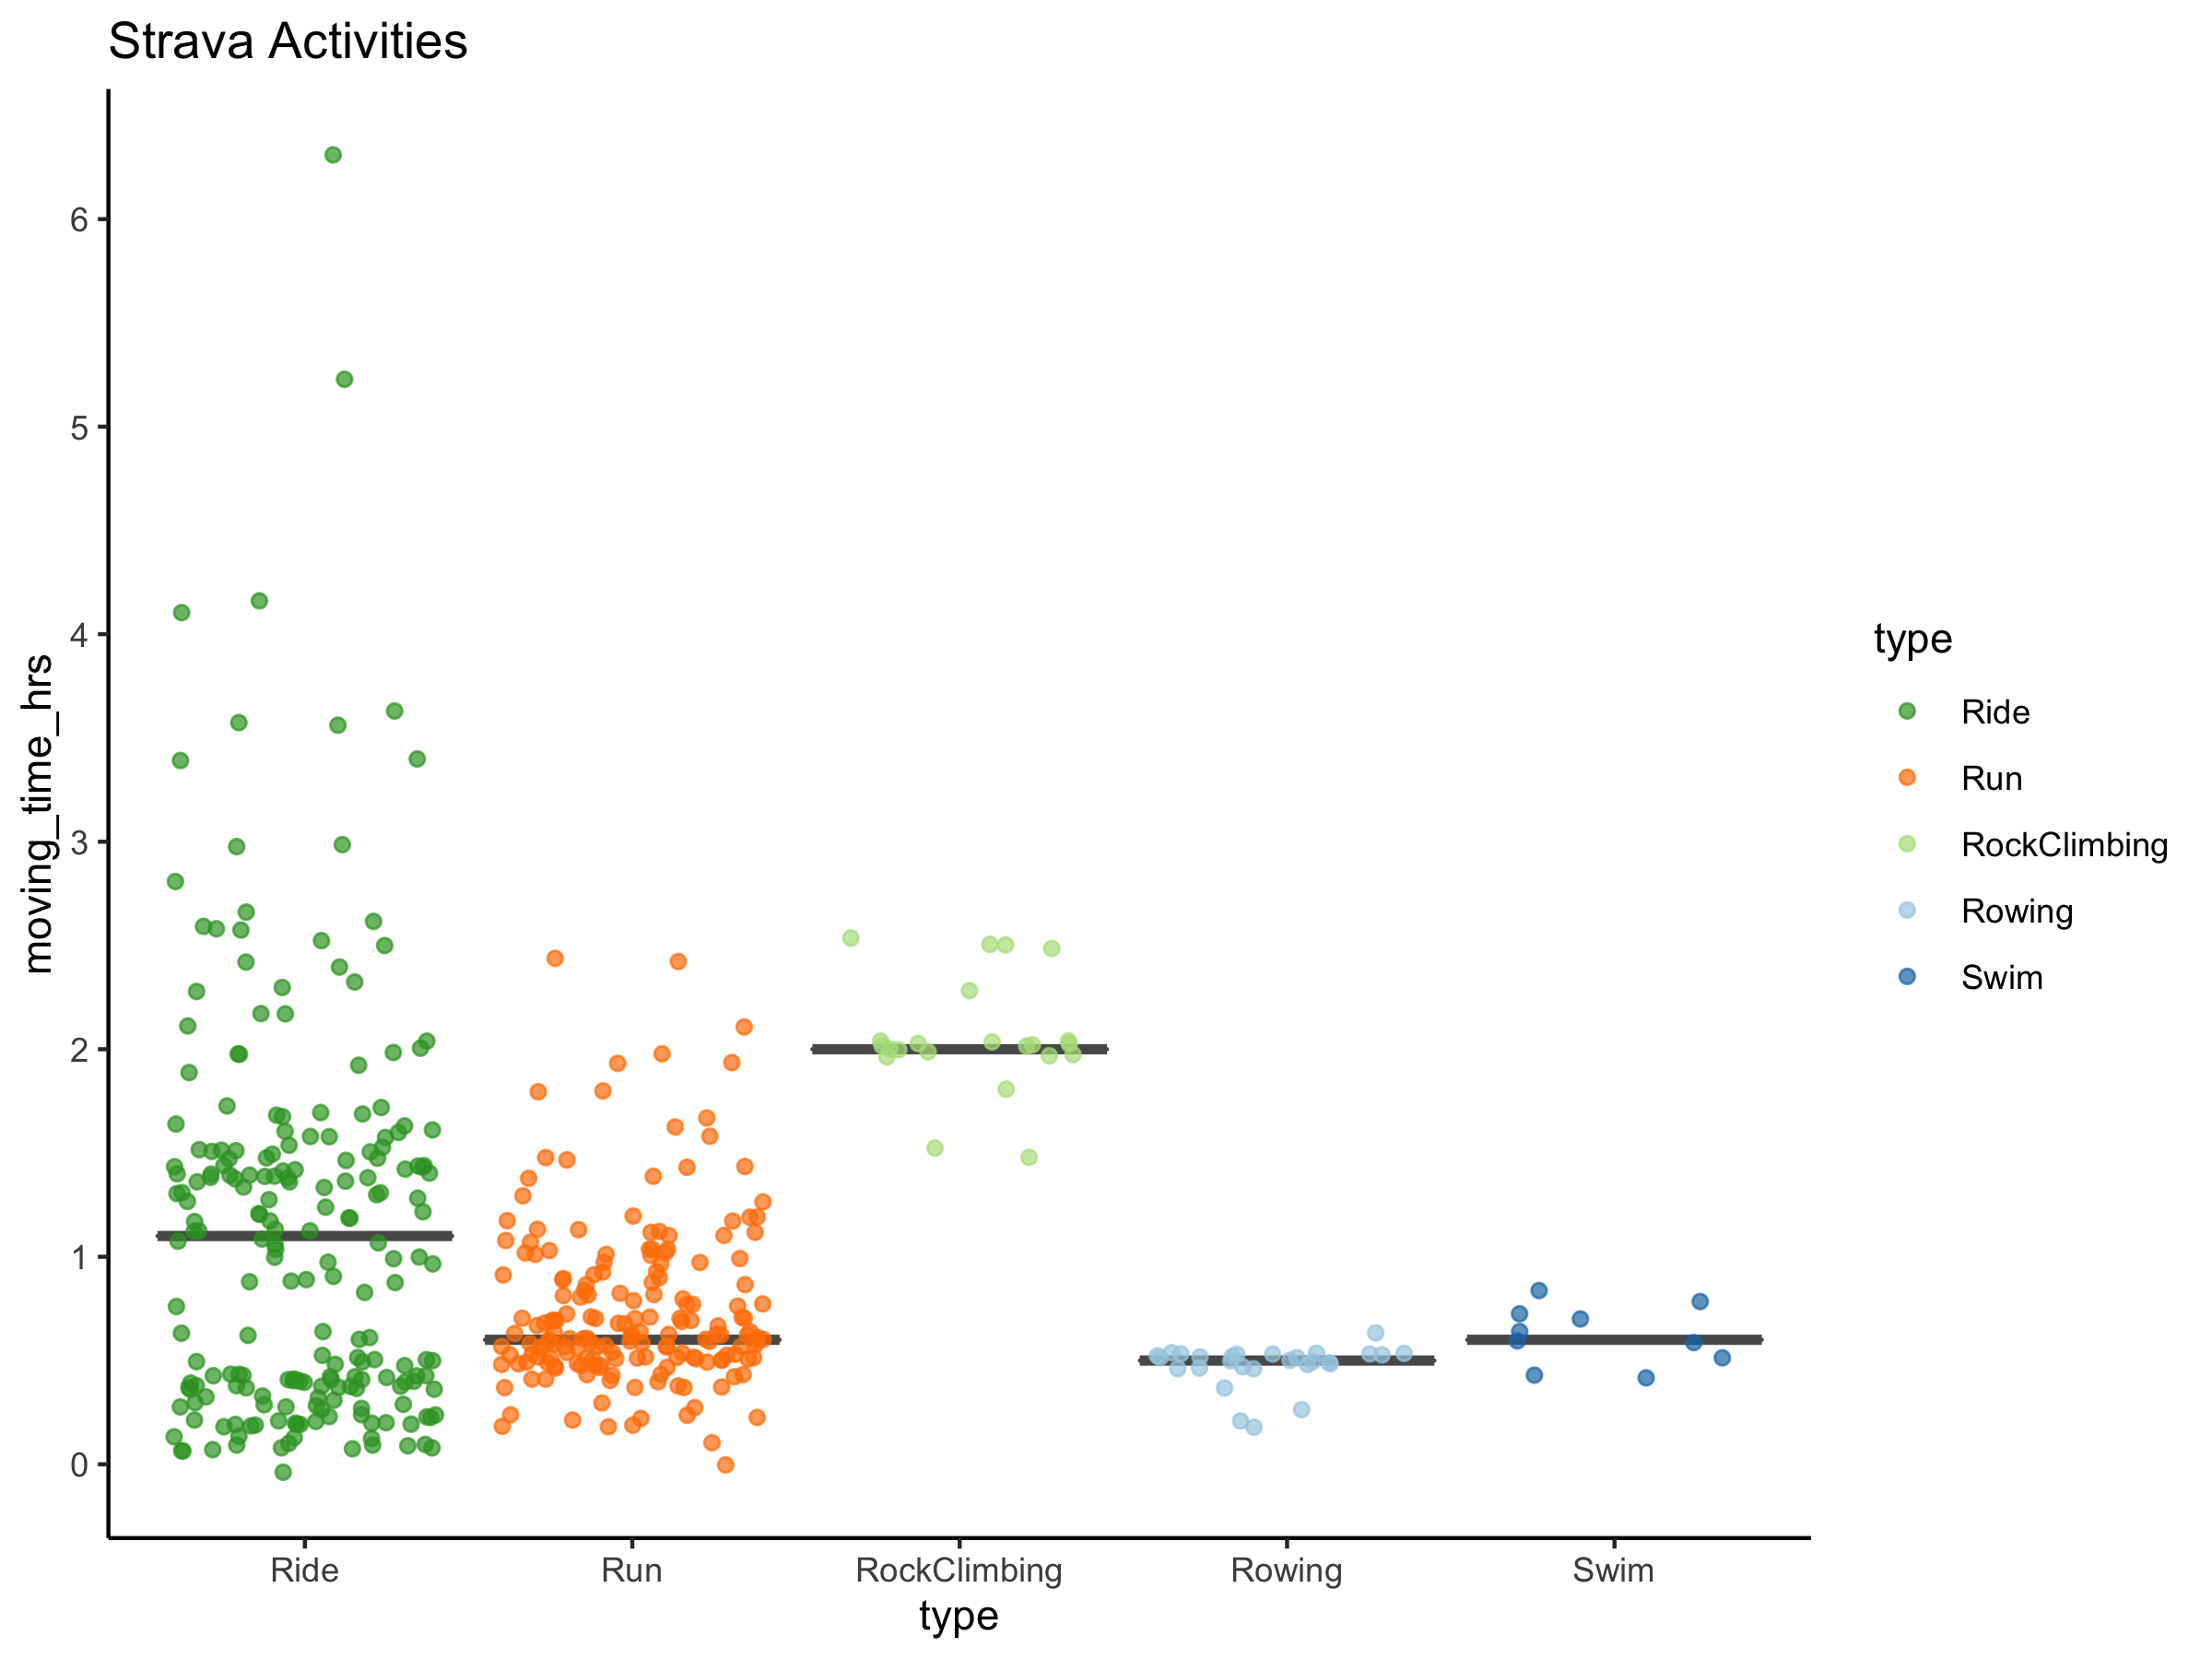 Strava Activities
moving_time_hrs
6
5
4
3
2
1
0
Ride
Run
RockClimbing
Rowing
Swim
type
type
Ride
Run
RockClimbing
Rowing
Swim